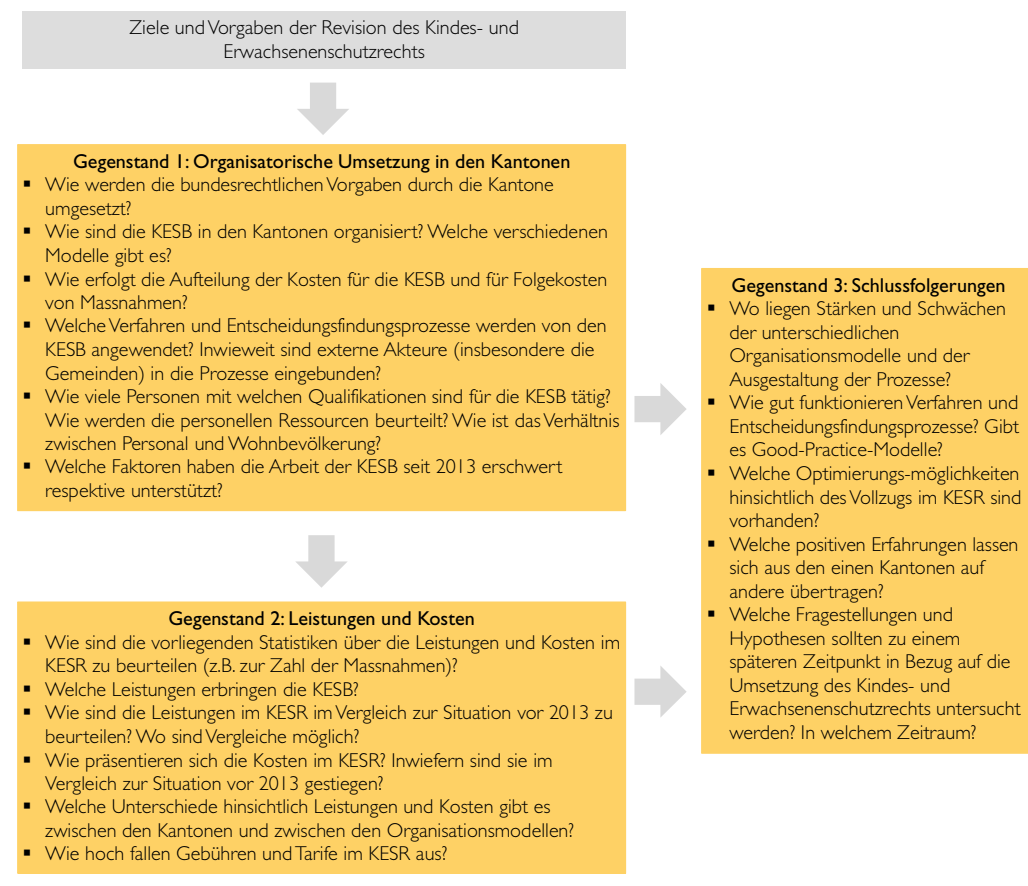 Ziele und Vorgaben der Revision des Kindes- und
Erwachsenenschutzrechts
Gegenstand 1: Organisatorische Umsetzung in den Kantonen
▪ Wie werden die bundesrechtlichen Vorgaben durch die Kantone
umgesetzt?
▪ Wie sind die KESB in den Kantonen organisiert? Welche verschiedenen
Modelle gibt es?
▪ Wie erfolgt die Aufteilung der Kosten für die KESB und für Folgekosten
von Massnahmen?
▪ Welche Verfahren und Entscheidungsfindungsprozesse werden von den
KESB angewendet? Inwieweit sind externe Akteure (insbesondere die
Gemeinden) in die Prozesse eingebunden?
▪ Wie viele Personen mit welchen Qualifikationen sind für die KESB tätig?
Wie werden die personellen Ressourcen beurteilt? Wie ist das Verhältnis
zwischen Personal und Wohnbevölkerung?
▪ Welche Faktoren haben die Arbeit der KESB seit 2013 erschwert
respektive unterstützt?
Gegenstand 2: Leistungen und Kosten
▪ Wie sind die vorliegenden Statistiken über die Leistungen und Kosten im
KESR zu beurteilen (z.B. zur Zahl der Massnahmen)?
▪ Welche Leistungen erbringen die KESB?
▪ Wie sind die Leistungen im KESR im Vergleich zur Situation vor 2013 zu
beurteilen? Wo sind Vergleiche möglich?
▪ Wie präsentieren sich die Kosten im KESR? Inwiefern sind sie im
Vergleich zur Situation vor 2013 gestiegen?
▪ Welche Unterschiede hinsichtlich Leistungen und Kosten gibt es
zwischen den Kantonen und zwischen den Organisationsmodellen?
▪ Wie hoch fallen Gebühren und Tarife im KESR aus?
Gegenstand 3: Schlussfolgerungen
▪ Wo liegen Stärken und Schwächen
der unterschiedlichen
Organisationsmodelle und der
Ausgestaltung der Prozesse?
▪ Wie gut funktionieren Verfahren und
Entscheidungsfindungsprozesse? Gibt
es Good-Practice-Modelle?
▪ Welche Optimierungs-möglichkeiten
hinsichtlich des Vollzugs im KESR sind
vorhanden?
▪ Welche positiven Erfahrungen lassen
sich aus den einen Kantonen auf
andere übertragen?
▪ Welche Fragestellungen und
Hypothesen sollten zu einem
späteren Zeitpunkt in Bezug auf die
Umsetzung des Kindes- und
Erwachsenenschutzrechts untersucht
werden? In welchem Zeitraum?